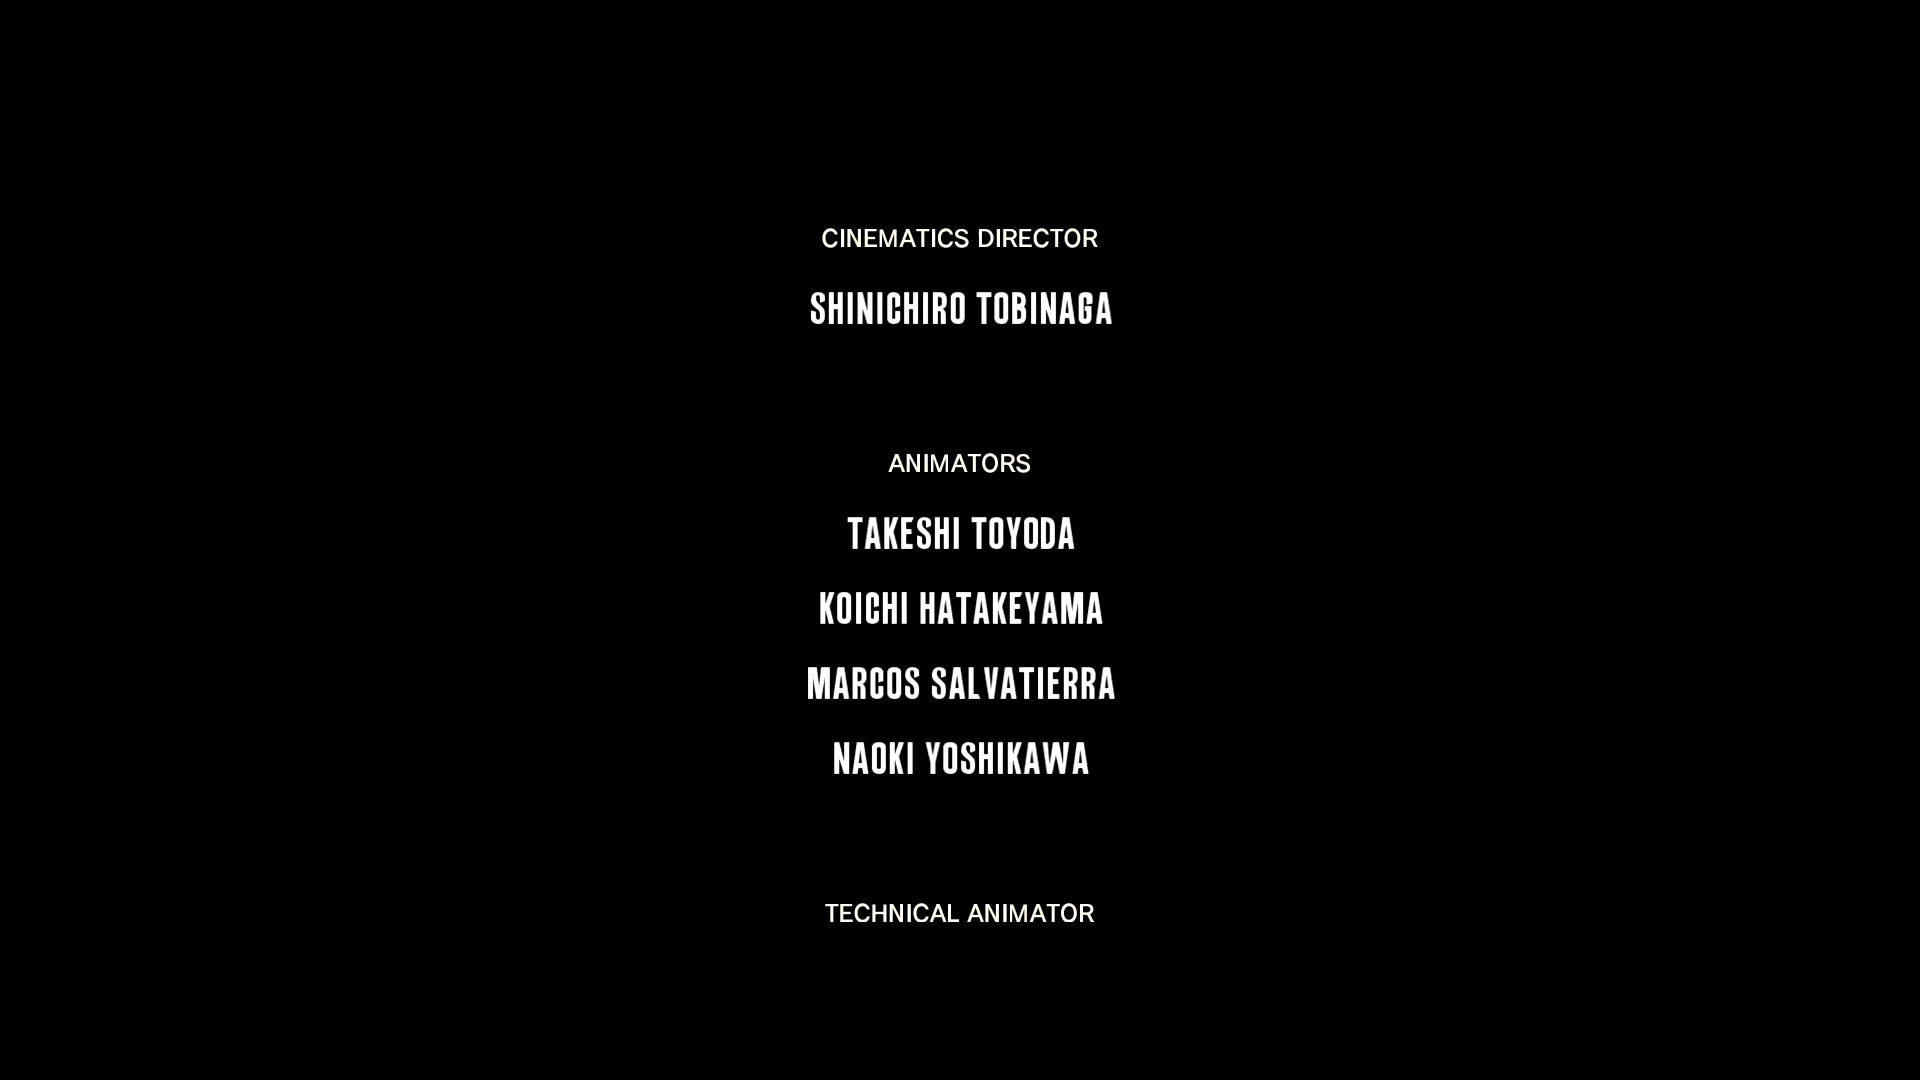 CINEMATICS DIRECTOR
SHINICHIRO TOBINAGA
ANIMATORS
TAKESHI TOYODA
KOICHI HATAKEYAMA
MARCOS SALVATIERRA
NAOKI YOSHIKAWA
TECHNICAL ANIMATOR